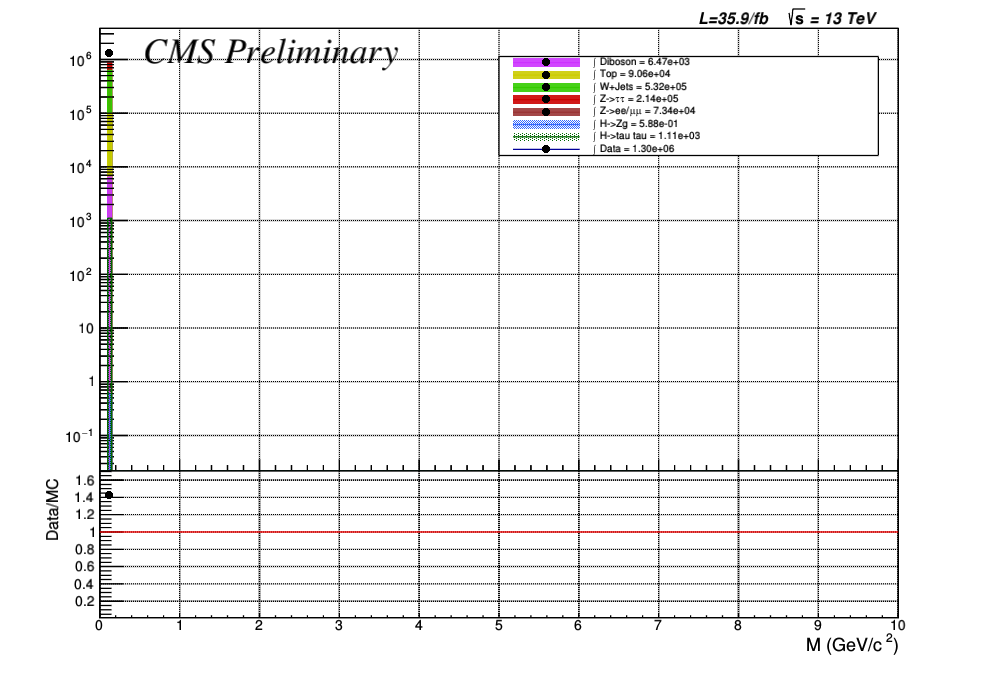 L=35.9/fb √s = 13 TeV
CMS Preliminary
∫ Diboson = 6.47e+03
∫ Top = 9.06e+04
∫ W+Jets = 5.32e+05
∫ Z->ττ = 2.14e+05
∫ Z->ee/μμ = 7.34e+04
∫ H->Zg = 5.88e-01
∫ H->tau tau = 1.11e+03
∫ Data = 1.30e+06
10⁶
10⁵
10⁴
10³
10²
10
1
10⁻¹
Data/MC
1.6
1.4
1.2
1
0.8
0.6
0.4
0.2
0 1 2 3 4 5 6 7 8 9 10
M (GeV/c²)